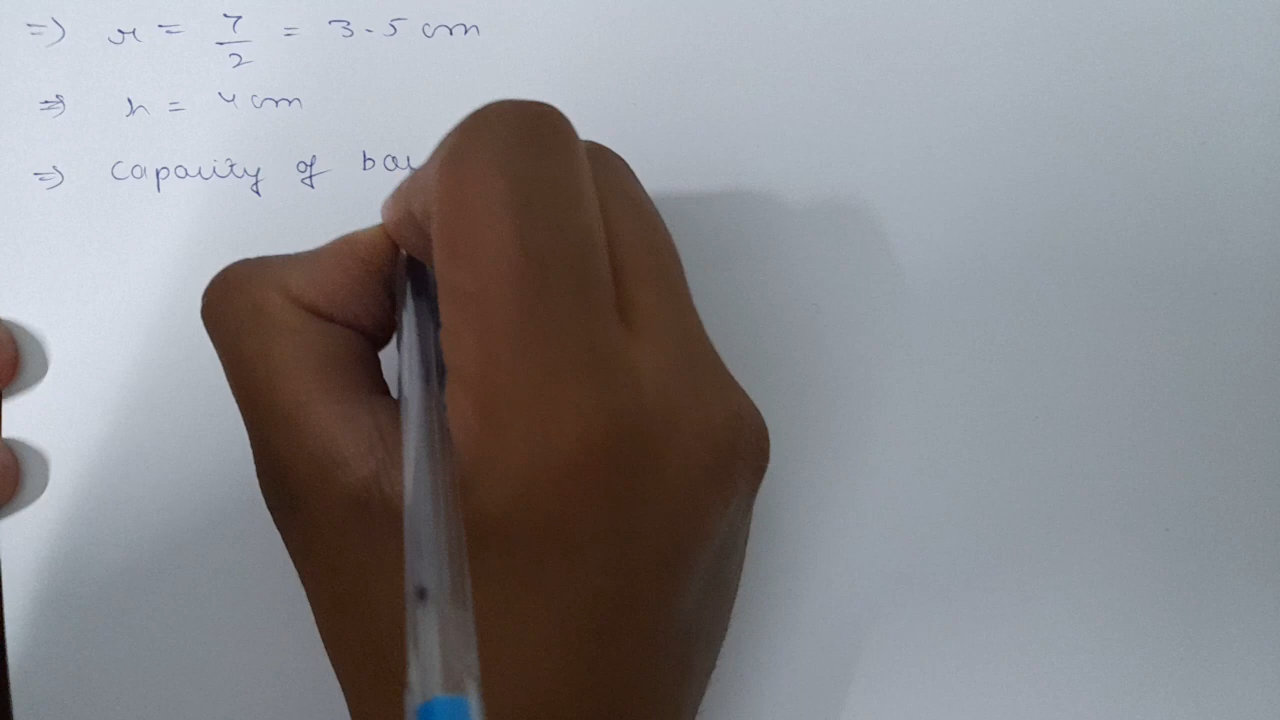 => r = 7/2 = 3.5 cm
=> h = 4 cm
=> capacity of